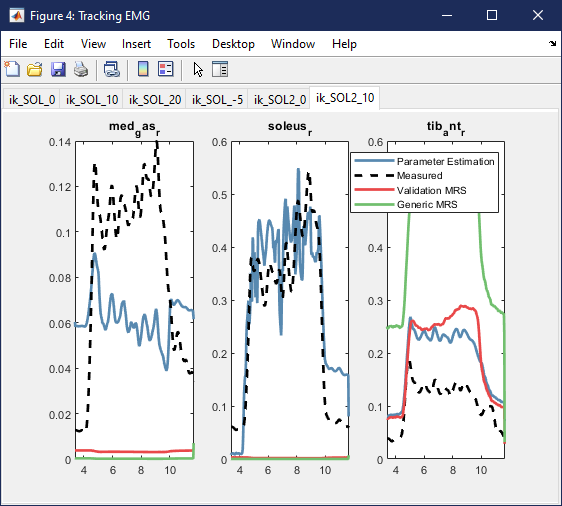 Figure 4: Tracking EMG
File Edit View Insert Tools Desktop Window Help
ik_SOL_0 ik_SOL_10 ik_SOL_20 ik_SOL_-5 ik_SOL2_0 ik_SOL2_10
med_gas_r soleus_r tib_ant_r
0.14
0.12
0.1
0.08
0.06
0.04
0.02
0
4 6 8 10
0.6
0.5
0.4
0.3
0.2
0.1
0
4 6 8 10
0.6
0.3
0.2
0.1
0
4 6 8 10
Parameter Estimation
Measured
Validation MRS
Generic MRS